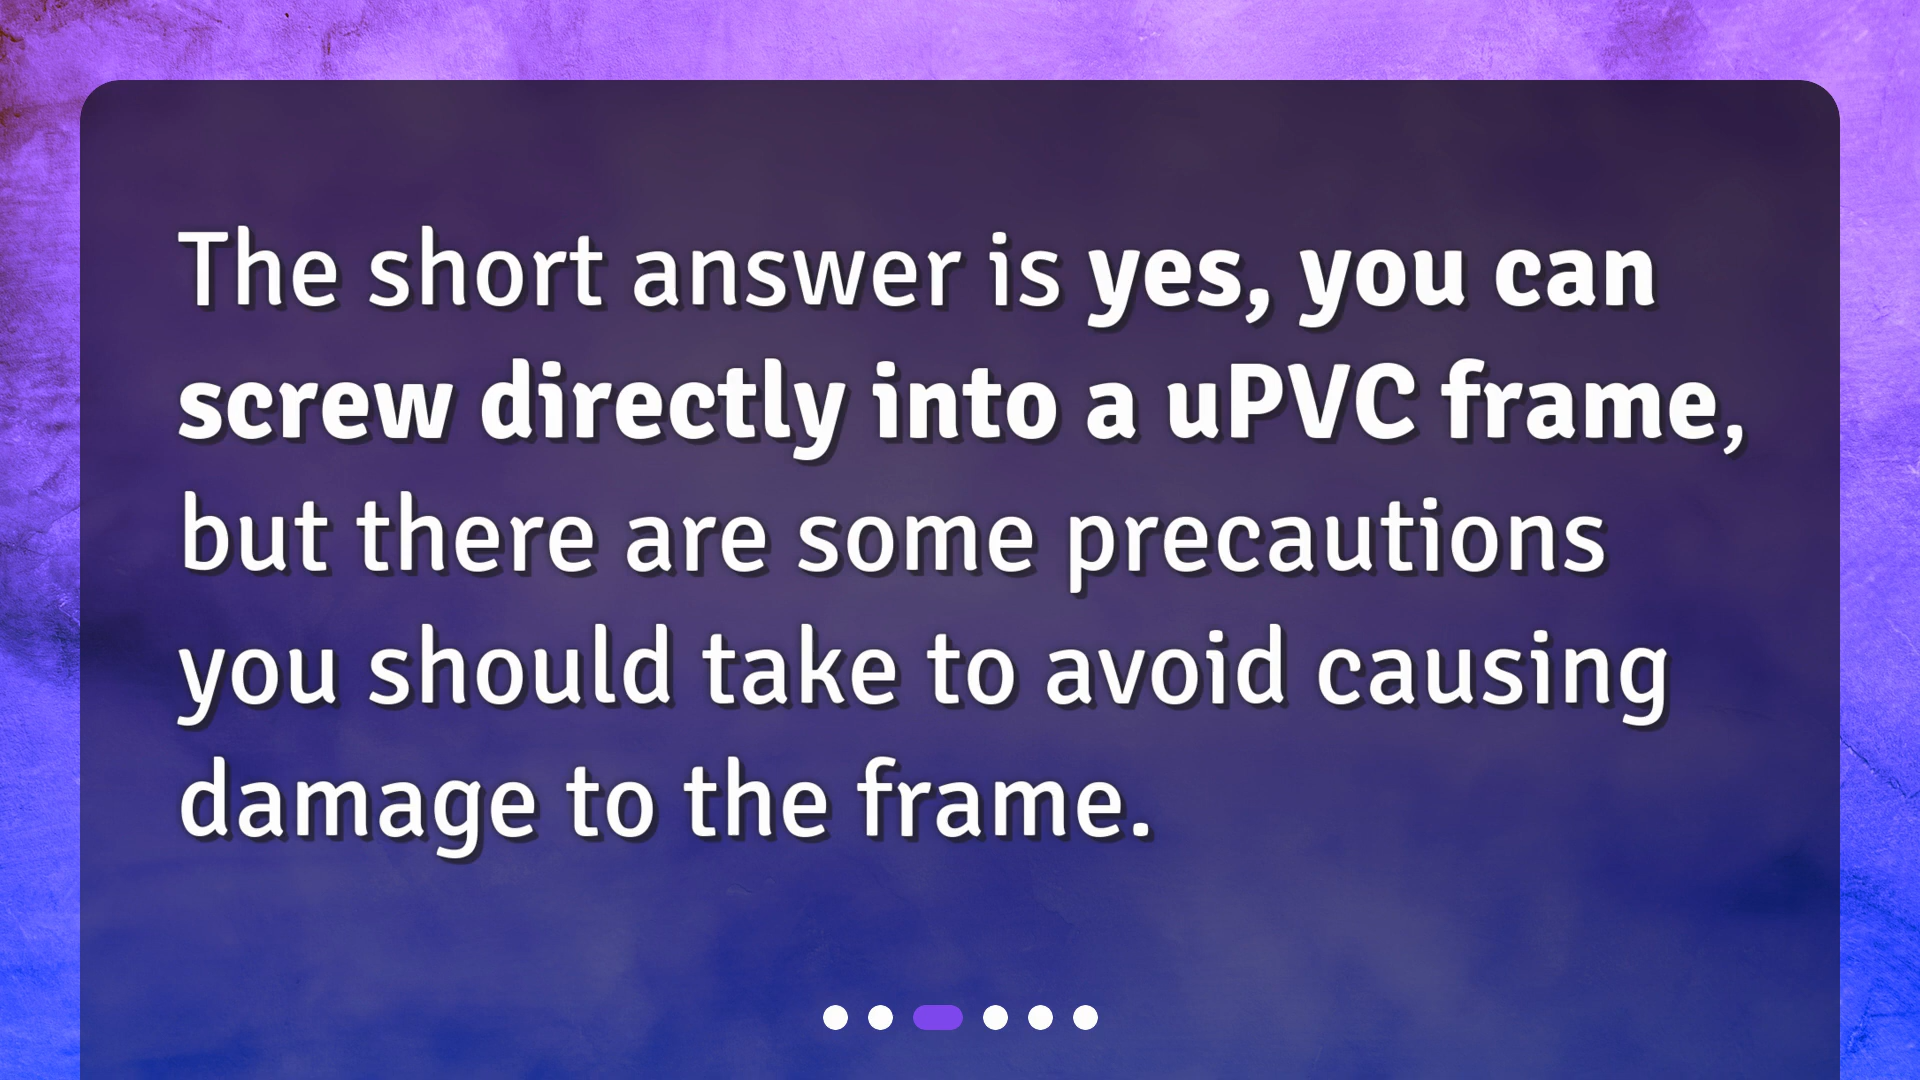 The short answer is yes, you can
screw directly into a uPVC frame,
but there are some precautions
you should take to avoid causing
damage to the frame.